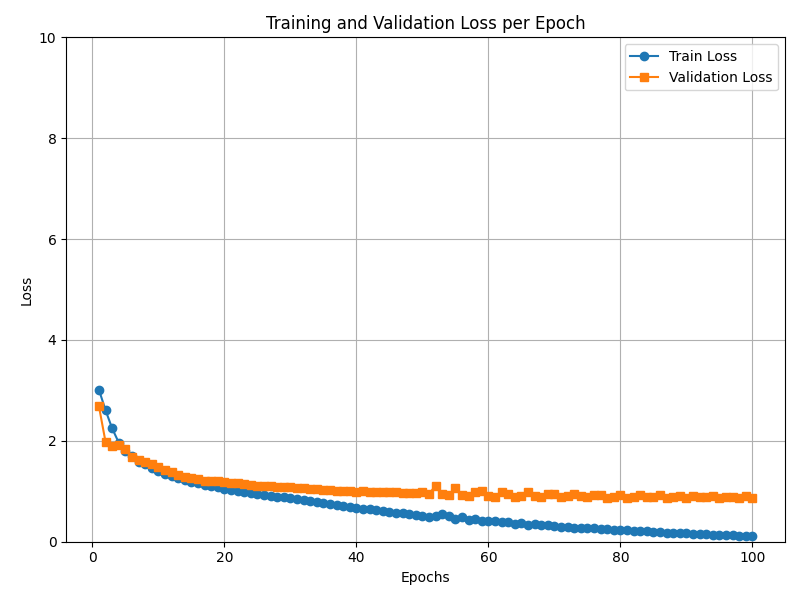 Training and Validation Loss per Epoch
Train Loss
Validation Loss
Loss
10
8
6
4
2
0
0 20 40 60 80 100
Epochs